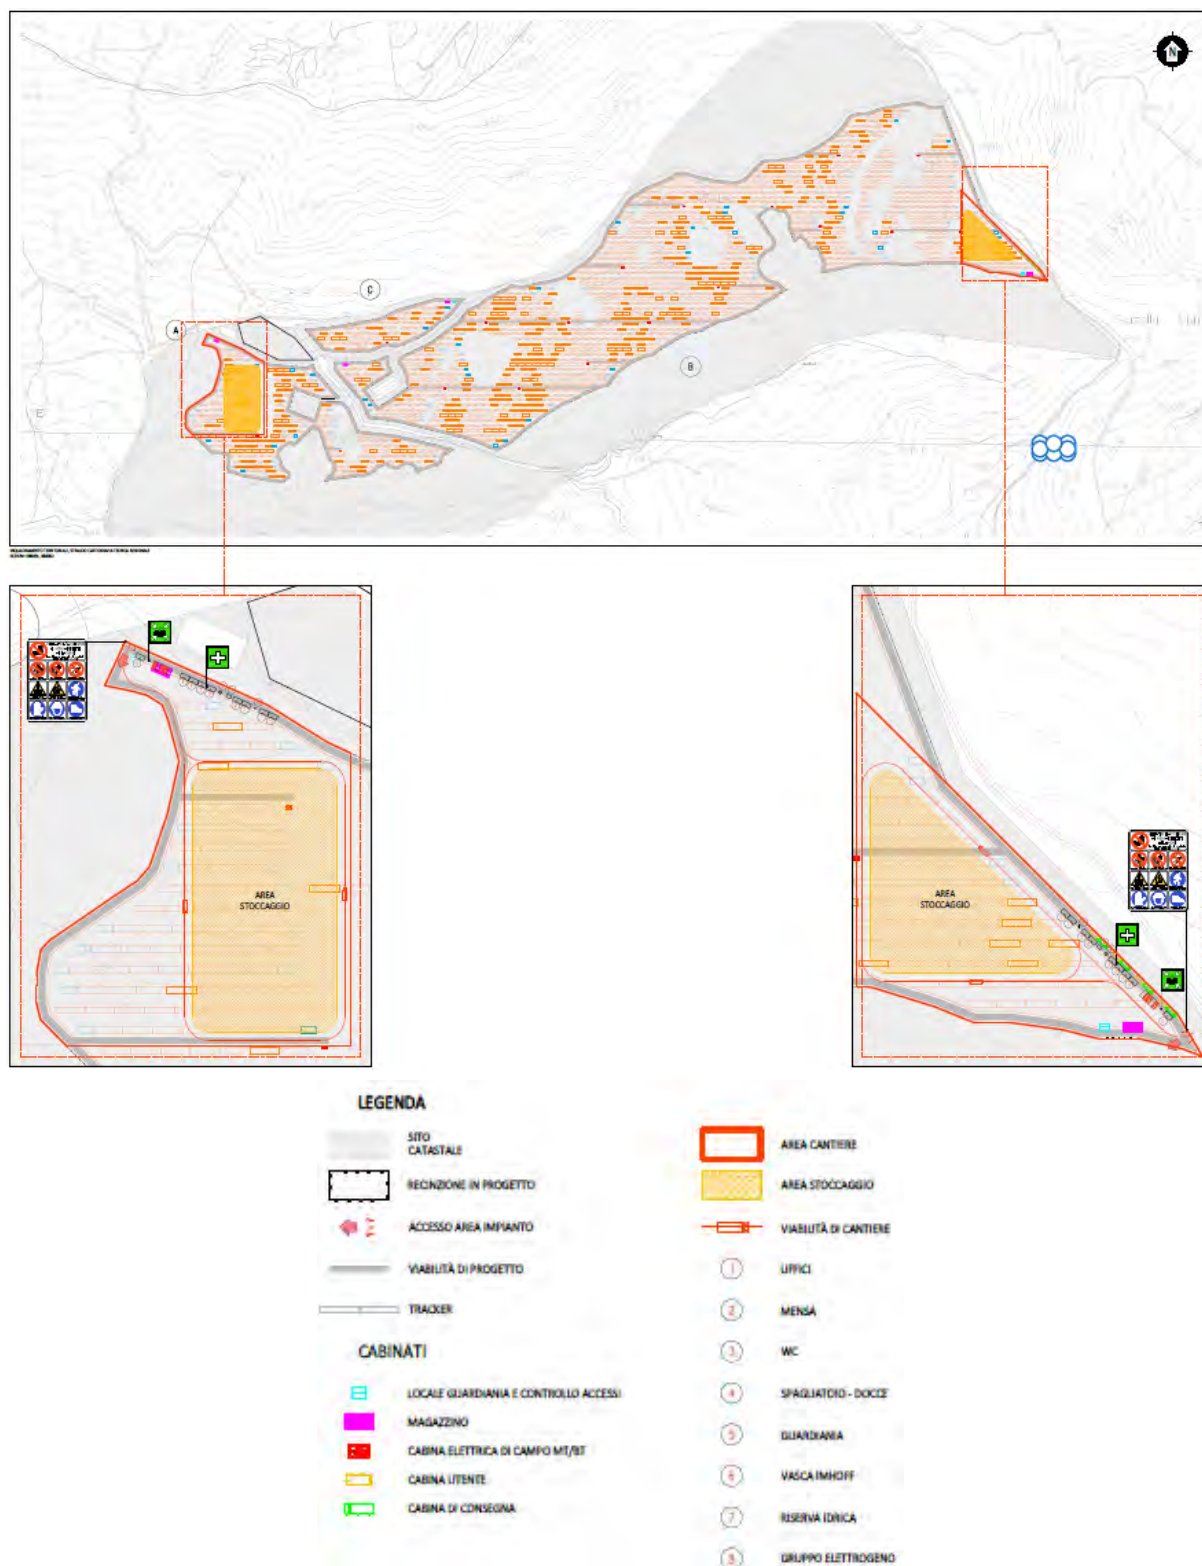 N
C
A
B
E
AREA
STOCCAGGIO
AREA
STOCCAGGIO
LEGENDA
SITO
CATASTALE
RECINZIONE IN PROGETTO
ACCESSO AREA IMPIANTO
VIABILITÀ DI PROGETTO
TRACKER
CABINATI
LOCALE GUARDIANIA E CONTROLLO ACCESSI
MAGAZZINO
CABINA ELETTRICA DI CAMPO MT/BT
CABINA UTENTE
CABINA DI CONSEGNA
AREA CANTIERE
AREA STOCCAGGIO
VIABILITÀ DI CANTIERE
1 UFFICI
2 MENSA
3 WC
4 SPOGLIATOIO - DOCCE
5 GUARDIANIA
6 VASCA IMHOFF
7 RISERVA IDRICA
8 GRUPPO ELETTROGENO